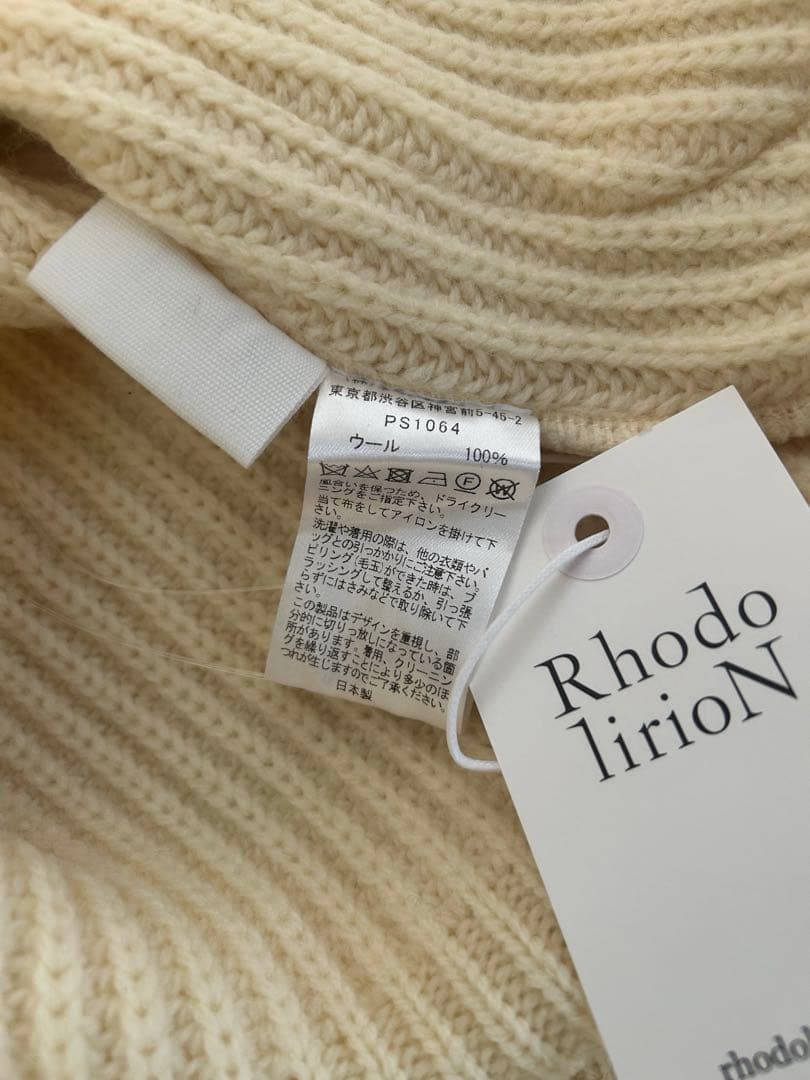 東京都渋谷区神宮前5-45-2
PS1064
ウール 100%
風合いを保つため、ドライクリー
ニングをご指定下さい。
当て布をしてアイロンを掛けて下
さい。
洗濯や着用の際は、他の衣類やバ
ッグとの引っかかりにご注意下さい。
ピリング(毛玉)ができた時は、ブ
ラッシングして整えるか、引っ張
らずにはさみなどで取り除いて下
さい。
この製品はデザインを重視し、部
分的に切りっ放しになっている箇
所があります。着用、クリーニン
グを繰り返すことにより多少のほ
つれが生じますのでご了承ください。
日本製
Rhodo
lirioN
rhodol